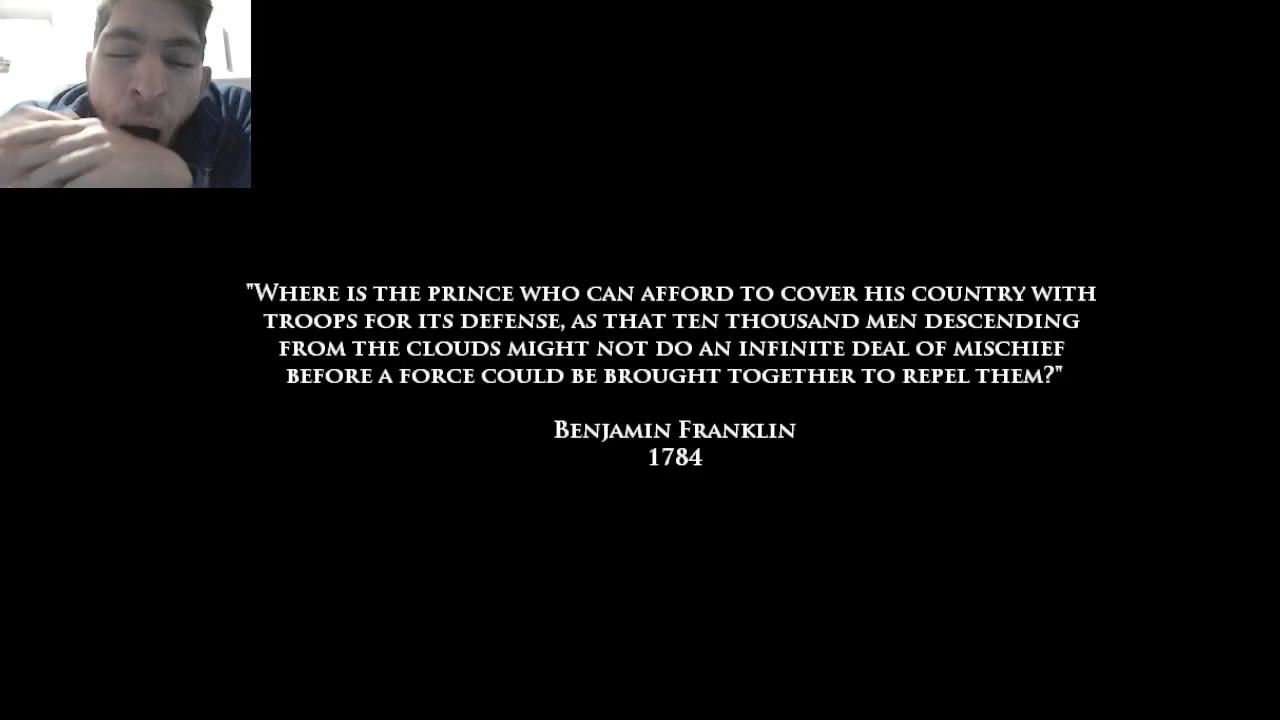 "Where is the prince who can afford to cover his country with
troops for its defense, as that ten thousand men descending
from the clouds might not do an infinite deal of mischief
before a force could be brought together to repel them?"
Benjamin Franklin
1784